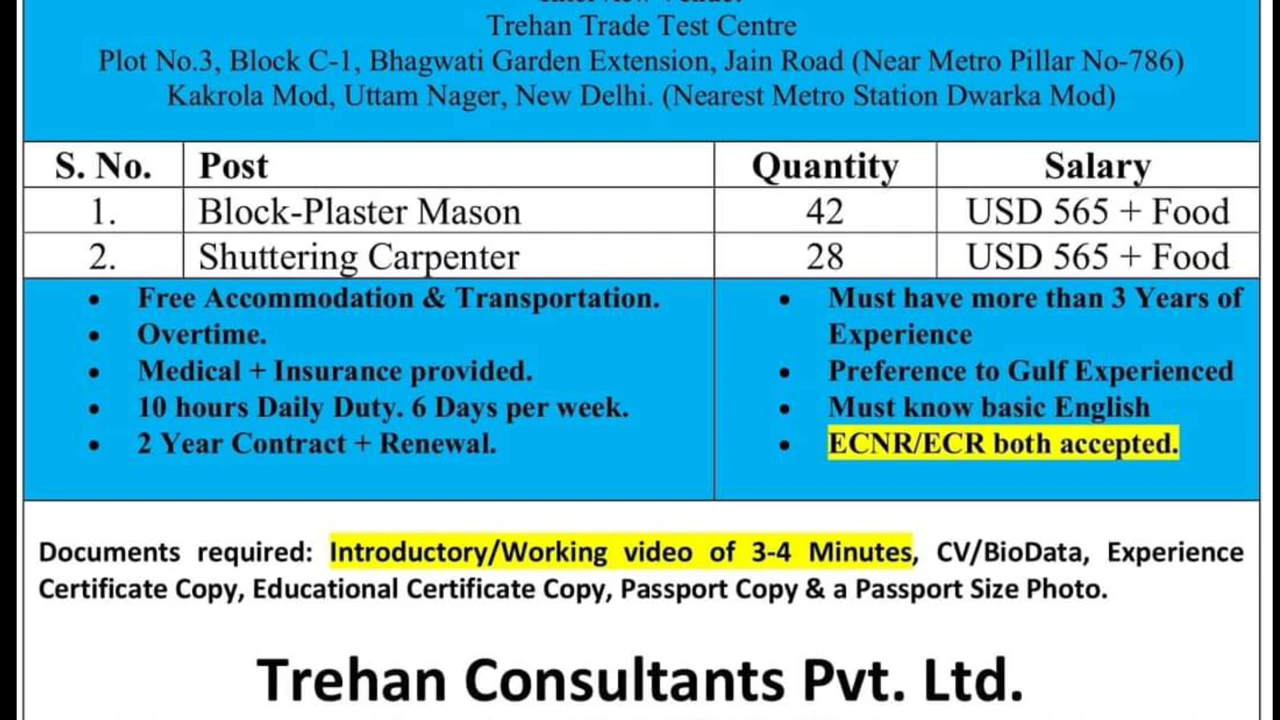 Interview Venue:
Trehan Trade Test Centre
Plot No.3, Block C-1, Bhagwati Garden Extension, Jain Road (Near Metro Pillar No-786)
Kakrola Mod, Uttam Nager, New Delhi. (Nearest Metro Station Dwarka Mod)
S. No. Post Quantity Salary
1. Block-Plaster Mason 42 USD 565 + Food
2. Shuttering Carpenter 28 USD 565 + Food
• Free Accommodation & Transportation.
• Overtime.
• Medical + Insurance provided.
• 10 hours Daily Duty. 6 Days per week.
• 2 Year Contract + Renewal.
• Must have more than 3 Years of
Experience
• Preference to Gulf Experienced
• Must know basic English
• ECNR/ECR both accepted.
Documents required: Introductory/Working video of 3-4 Minutes, CV/BioData, Experience
Certificate Copy, Educational Certificate Copy, Passport Copy & a Passport Size Photo.
Trehan Consultants Pvt. Ltd.